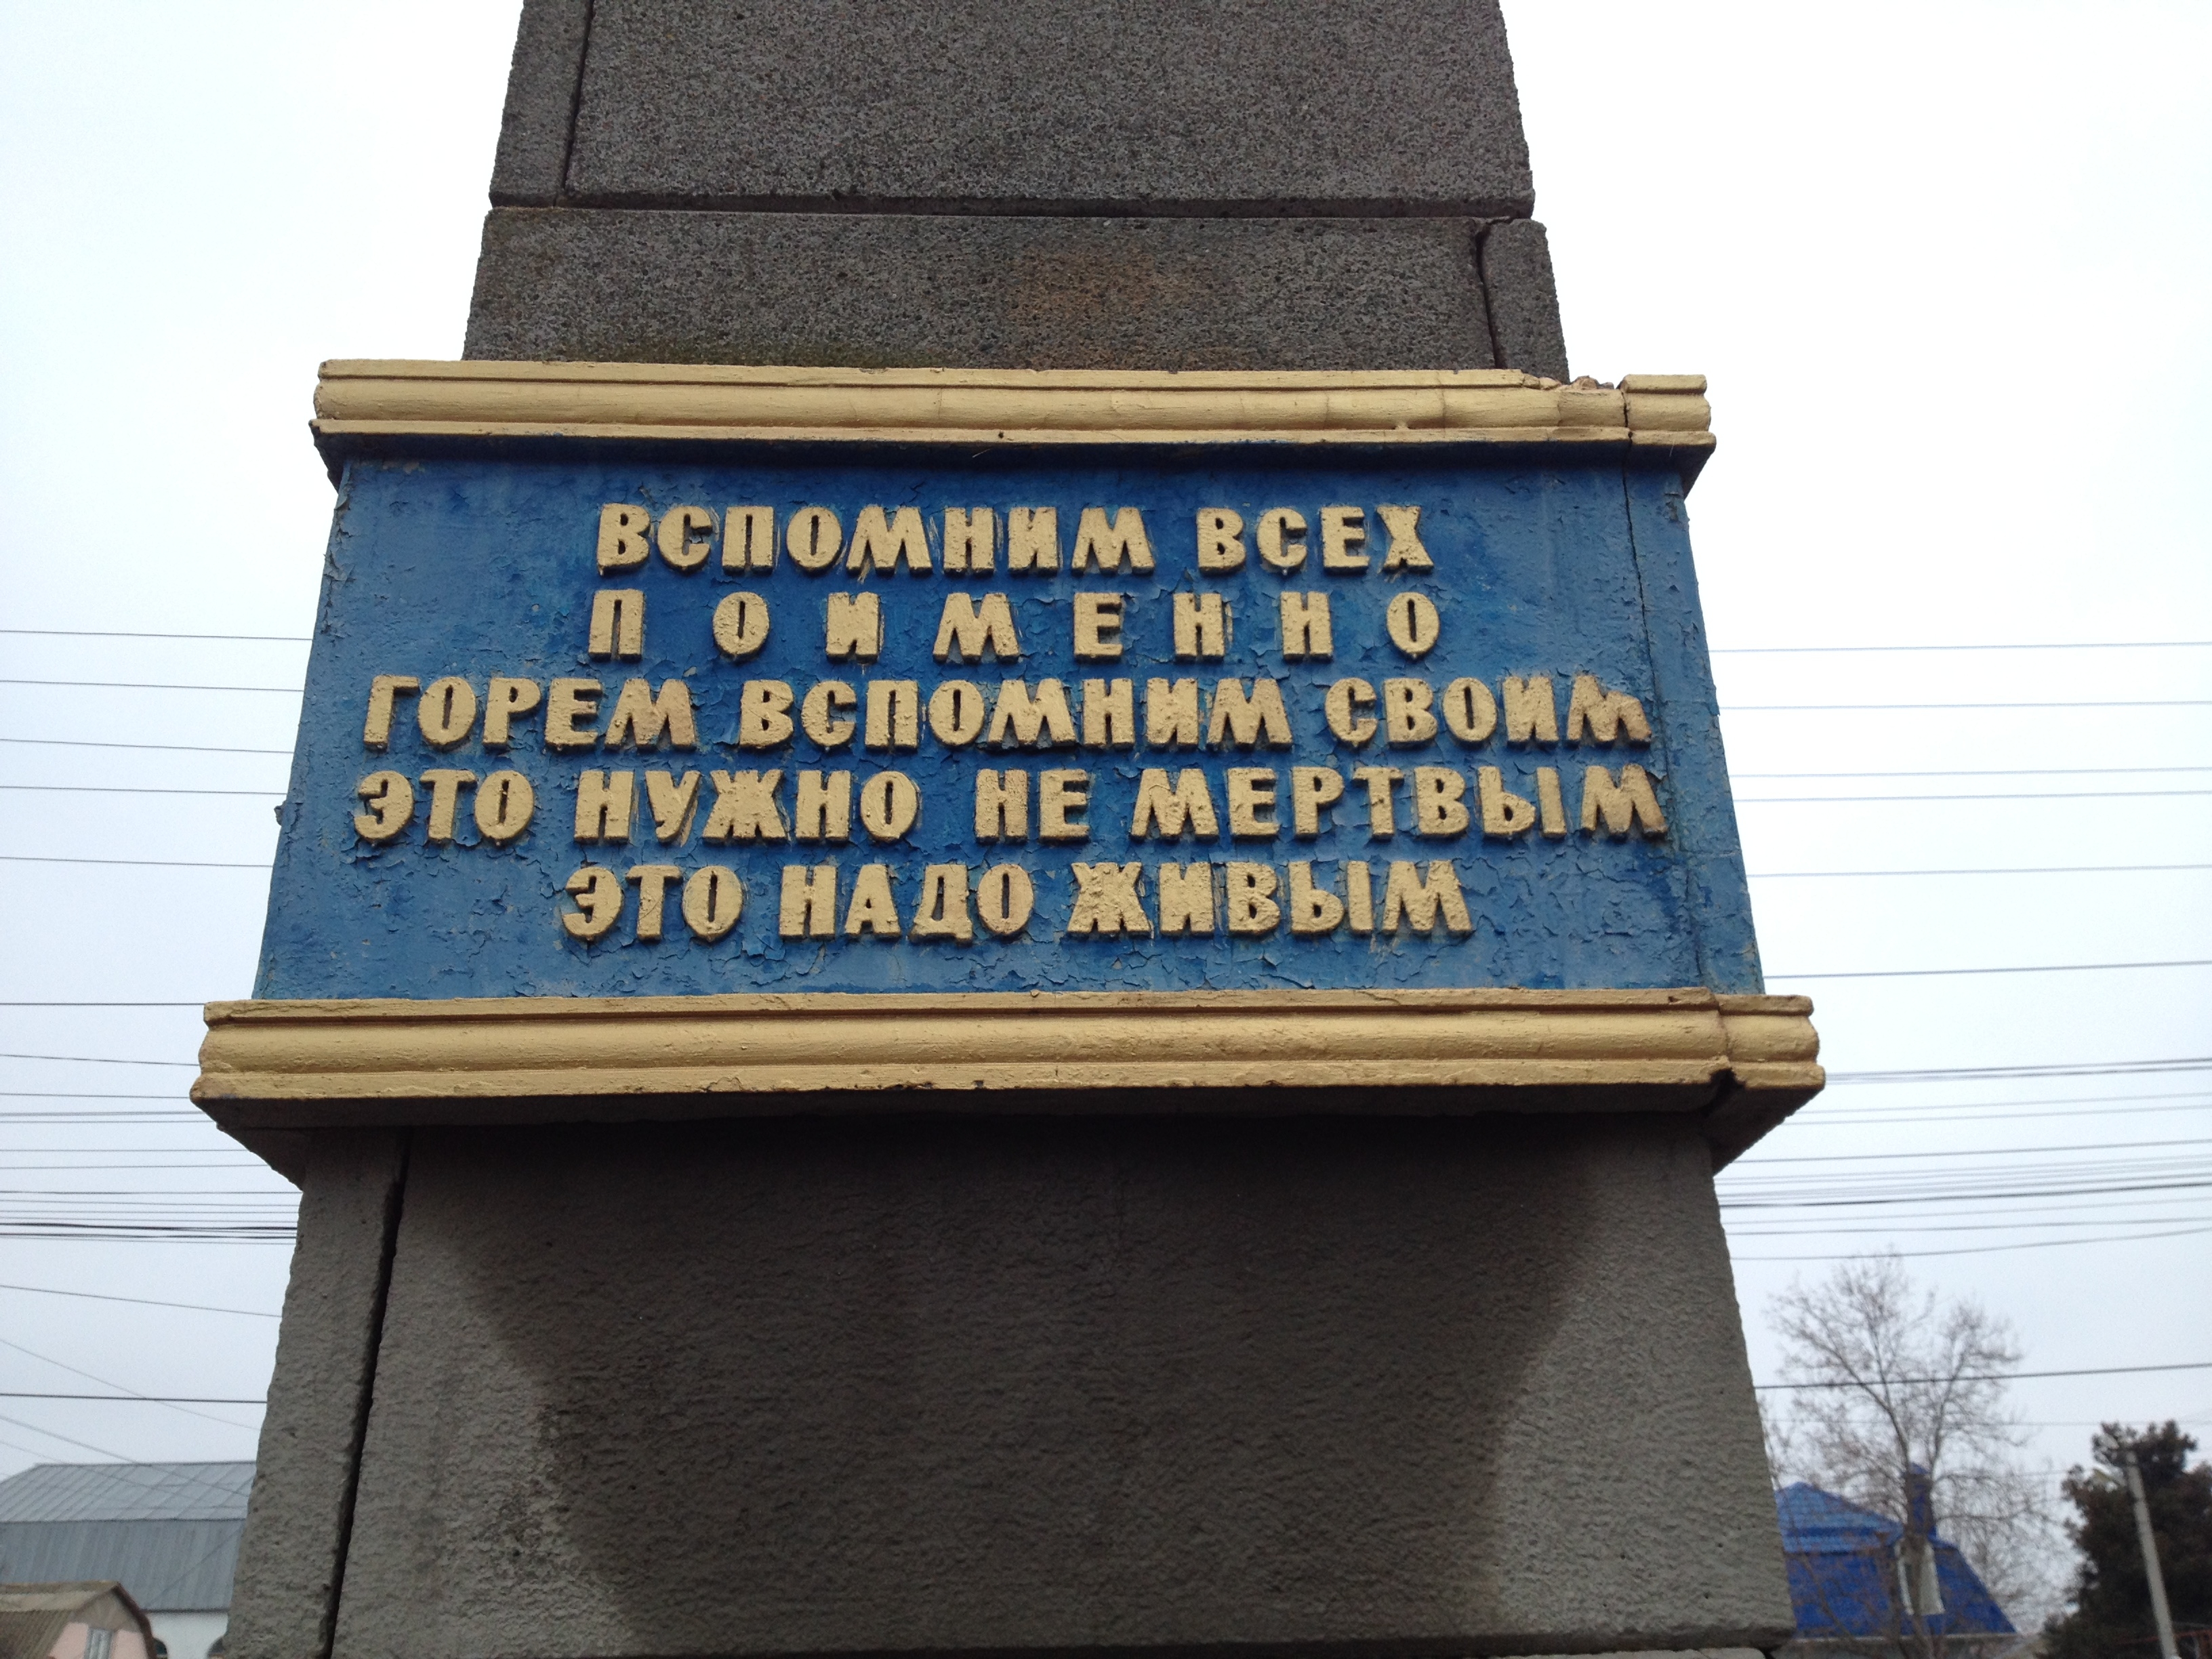 ВСПОМНИМ ВСЕХ
ПОИМЕННО
ГОРЕМ ВСПОМНИМ СВОИМ
ЭТО НУЖНО НЕ МЕРТВЫМ
ЭТО НАДО ЖИВЫМ